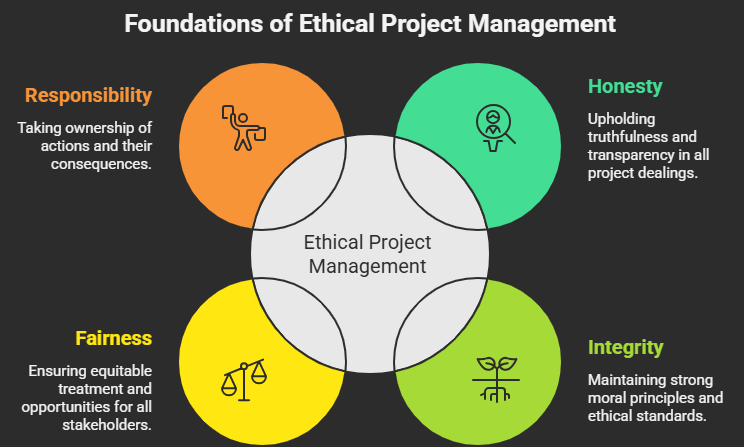 Foundations of Ethical Project Management
Responsibility
Taking ownership of
actions and their
consequences.
Honesty
Upholding
truthfulness and
transparency in all
project dealings.
Ethical Project
Management
Fairness
Ensuring equitable
treatment and
opportunities for all
stakeholders.
Integrity
Maintaining strong
moral principles and
ethical standards.